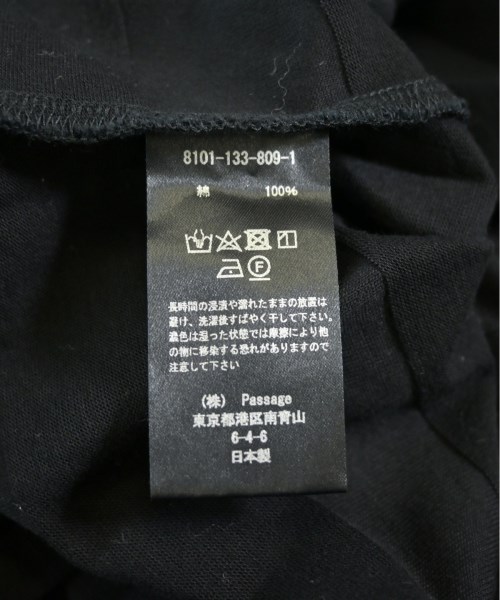 8101-133-809-1
綿 100%
長時間の浸漬や濡れたままの放置は
避け、洗濯後すばやく干して下さい。
濃色は湿った状態では摩擦により他
の物に移染する恐れがありますので
注意して下さい
(株) Passage
東京都港区南青山
6-4-6
日本製